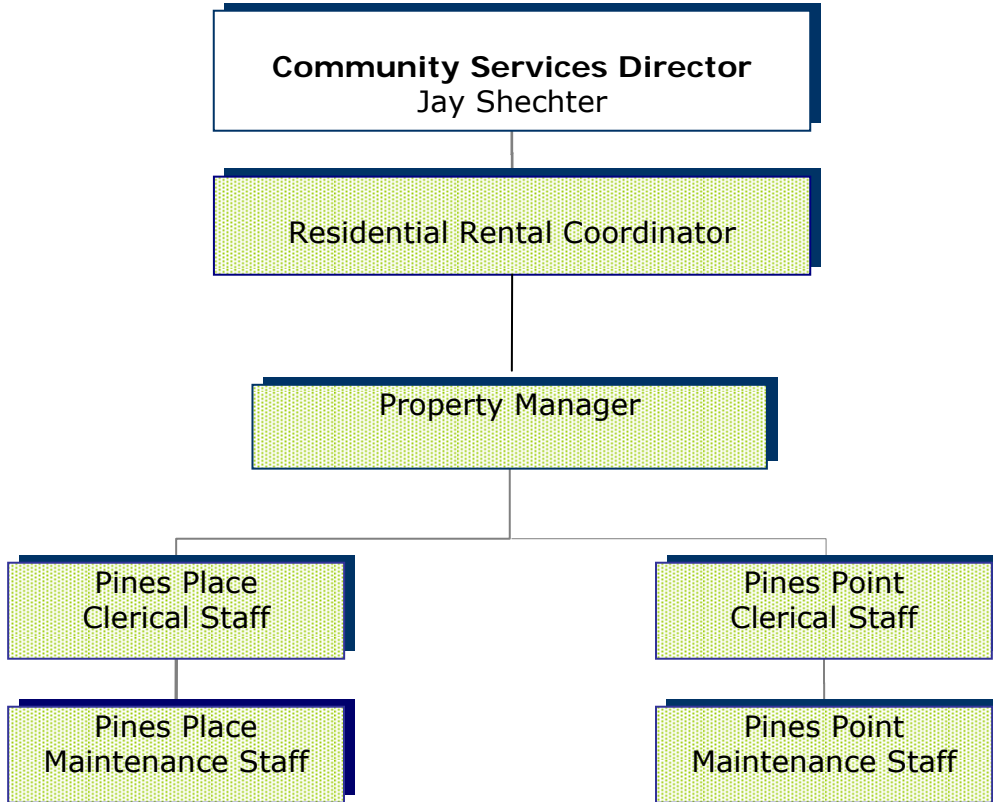 Community Services Director
Jay Shechter
Residential Rental Coordinator
Property Manager
Pines Place
Clerical Staff
Pines Point
Clerical Staff
Pines Place
Maintenance Staff
Pines Point
Maintenance Staff